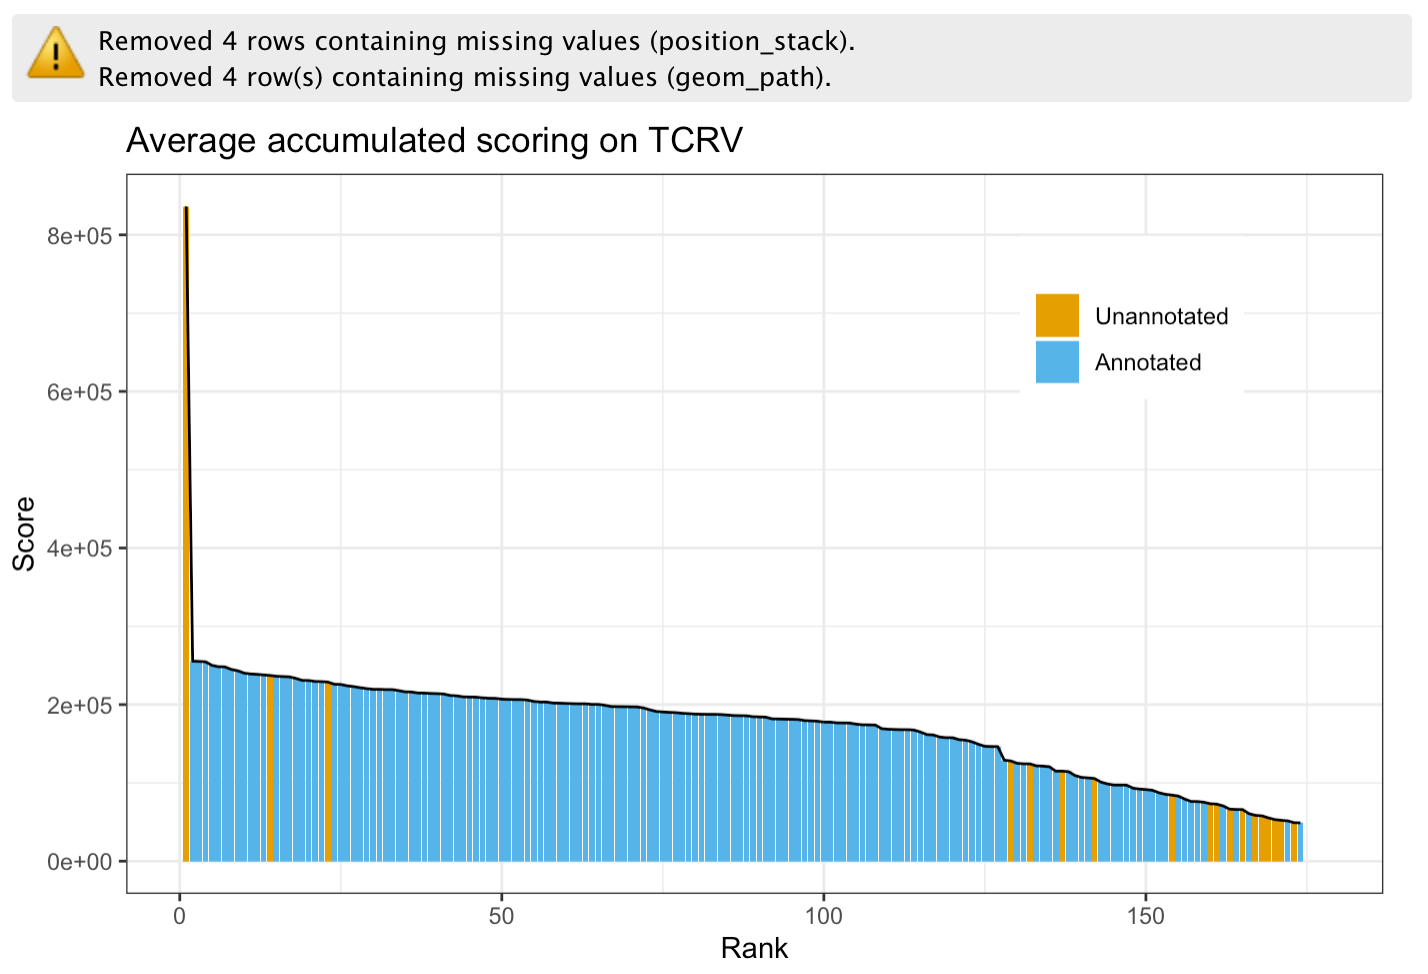 Removed 4 rows containing missing values (position_stack).
Removed 4 row(s) containing missing values (geom_path).
Average accumulated scoring on TCRV
8e+05
6e+05
4e+05
2e+05
0e+00
Score
Unannotated
Annotated
0 50 100 150
Rank